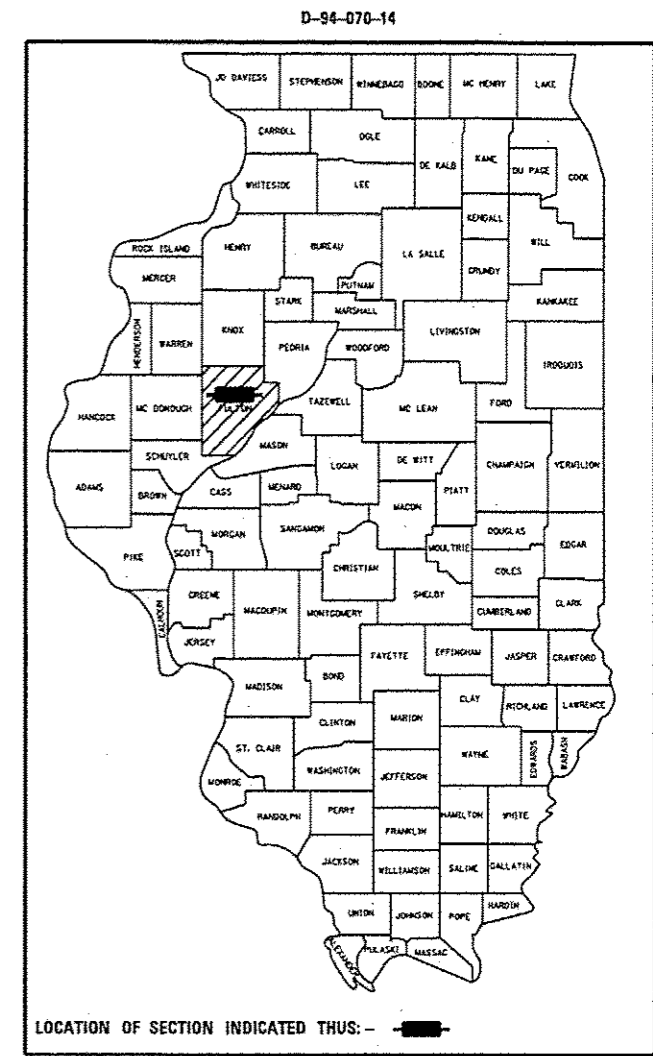 D-94-070-14
JO DAVIESS STEPHENSON WINNEBAGO BOONE MC HENRY LAKE
CARROLL OGLE DE KALB KANE DU PAGE COOK
WHITESIDE LEE KENDALL WILL
ROCK ISLAND HENRY BUREAU LA SALLE GRUNDY
MERCER PUTNAM KANKAKEE
STARK MARSHALL
HENDERSON WARREN KNOX PEORIA WOODFORD LIVINGSTON IROQUOIS
HANCOCK MC DONOUGH FULTON TAZEWELL MC LEAN FORD
SCHUYLER MASON LOGAN DE WITT CHAMPAIGN VERMILION
ADAMS BROWN CASS MENARD MACON PIATT
PIKE SCOTT MORGAN SANGAMON MOULTRIE DOUGLAS EDGAR
CHRISTIAN COLES
CALHOUN GREENE MACOUPIN MONTGOMERY SHELBY CUMBERLAND CLARK
JERSEY FAYETTE EFFINGHAM JASPER CRAWFORD
MADISON BOND CLAY RICHLAND LAWRENCE
CLINTON MARION
ST. CLAIR WAYNE EDWARDS WABASH
MONROE WASHINGTON JEFFERSON
RANDOLPH PERRY HAMILTON WHITE
FRANKLIN
JACKSON WILLIAMSON SALINE GALLATIN
UNION JOHNSON POPE HARDIN
ALEXANDER PULASKI MASSAC
LOCATION OF SECTION INDICATED THUS: -